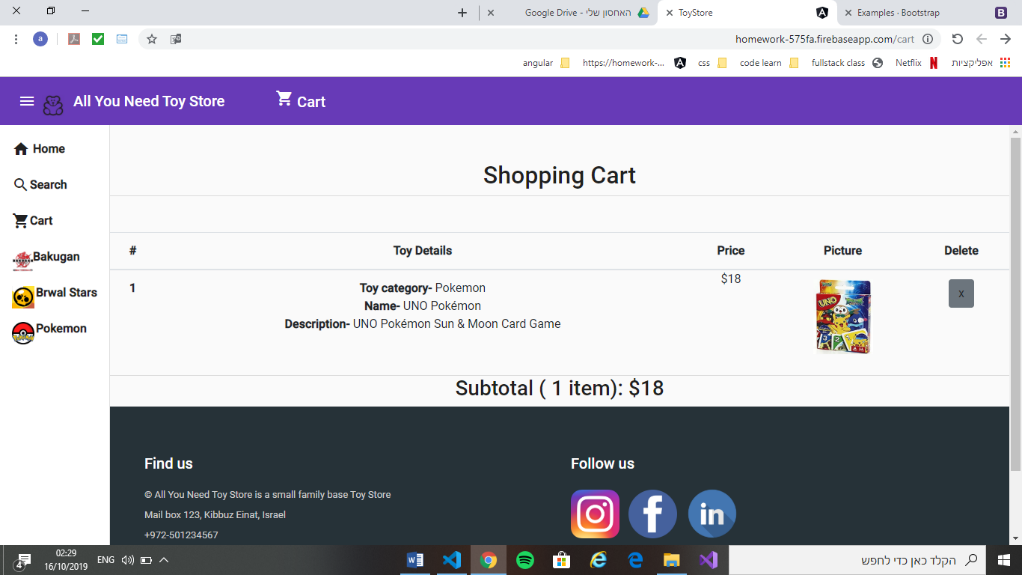 Google Drive - האחסון שלי
ToyStore
Examples · Bootstrap
B
a
homework-575fa.firebaseapp.com/cart
angular
https://homework-...
css
code learn
fullstack class
Netflix
אפליקציות
All You Need Toy Store
Cart
Home
Search
Cart
Bakugan
Brwal Stars
Pokemon
Shopping Cart
# Toy Details Price Picture Delete
1 Toy category- Pokemon $18 X
Name- UNO Pokémon
Description- UNO Pokémon Sun & Moon Card Game
UNO
Subtotal ( 1 item): $18
Find us
Follow us
© All You Need Toy Store is a small family base Toy Store
Mail box 123, Kibbuz Einat, Israel
+972-501234567
in
4
02:29
16/10/2019
ENG
הקלד כאן כדי לחפש